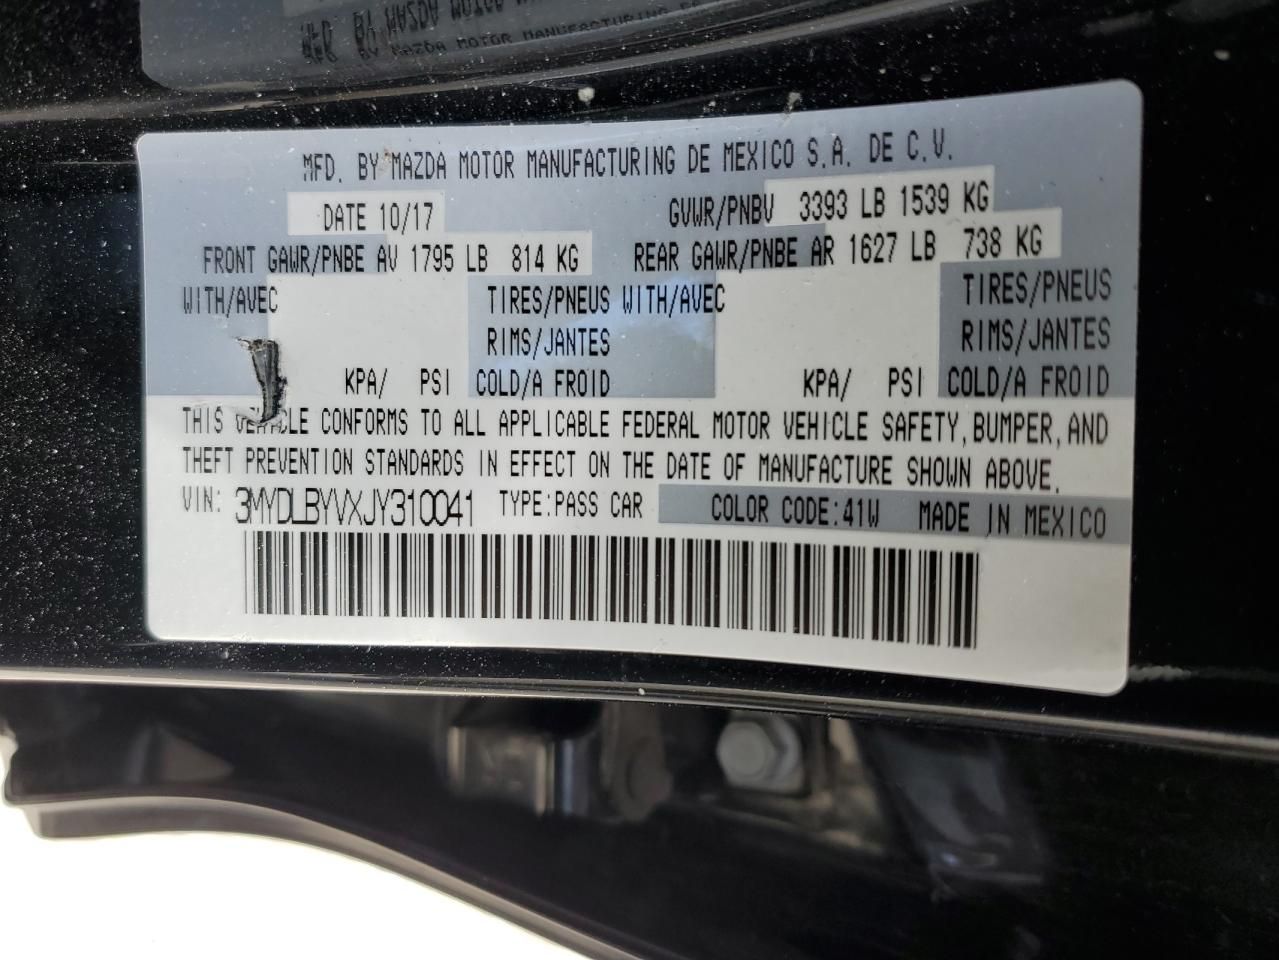 MFD. BY MAZDA MOTOR MANUFACTURING DE MEXICO S.A. DE C.V.
DATE 10/17 GVWR/PNBV 3393 LB 1539 KG
FRONT GAWR/PNBE AV 1795 LB 814 KG REAR GAWR/PNBE AR 1627 LB 738 KG
WITH/AVEC TIRES/PNEUS WITH/AVEC TIRES/PNEUS
RIMS/JANTES RIMS/JANTES
KPA/ PSI COLD/A FROID KPA/ PSI COLD/A FROID
THIS VEHICLE CONFORMS TO ALL APPLICABLE FEDERAL MOTOR VEHICLE SAFETY, BUMPER, AND
THEFT PREVENTION STANDARDS IN EFFECT ON THE DATE OF MANUFACTURE SHOWN ABOVE.
VIN: 3MYDLBYVXJY310041 TYPE:PASS CAR COLOR CODE:41W MADE IN MEXICO